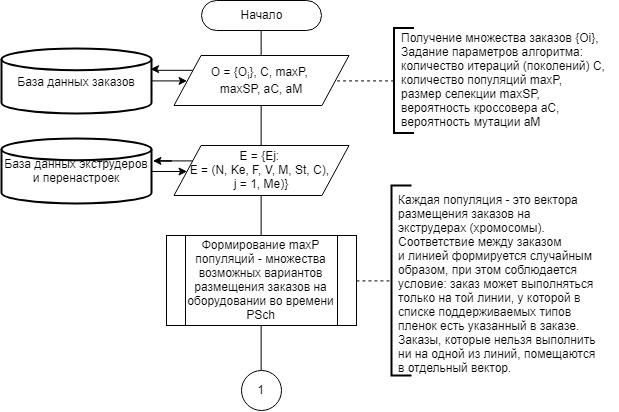 Начало
О = {Oi}, C, maxP,
maxSP, aC, aM
База данных заказов
Получение множества заказов {Oi},
Задание параметров алгоритма:
количество итераций (поколений) C,
количество популяций maxP,
размер селекции maxSP,
вероятность кроссовера aC,
вероятность мутации aM
E = {Ej:
E = (N, Ke, F, V, M, St, C),
j = 1, Me)}
База данных экструдеров
и перенастроек
Формирование maxP
популяций - множества
возможных вариантов
размещения заказов на
оборудовании во времени
PSch
Каждая популяция - это вектора
размещения заказов на
экструдерах (хромосомы).
Соответствие между заказом
и линией формируется случайным
образом, при этом соблюдается
условие: заказ может выполняться
только на той линии, у которой в
списке поддерживаемых типов
пленок есть указанный в заказе.
Заказы, которые нельзя выполнить
ни на одной из линий, помещаются
в отдельный вектор.
1